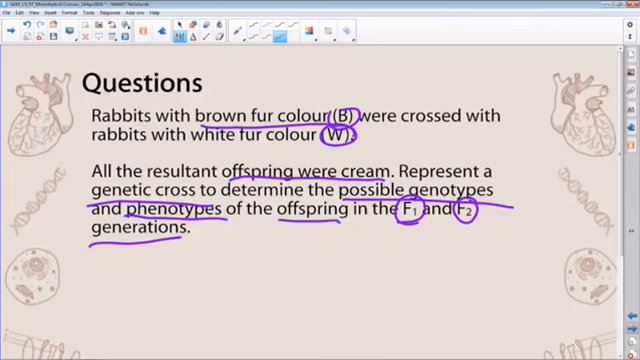 Questions
Rabbits with brown fur colour (B) were crossed with
rabbits with white fur colour (W).
All the resultant offspring were cream. Represent a
genetic cross to determine the possible genotypes
and phenotypes of the offspring in the F₁ and F₂
generations.